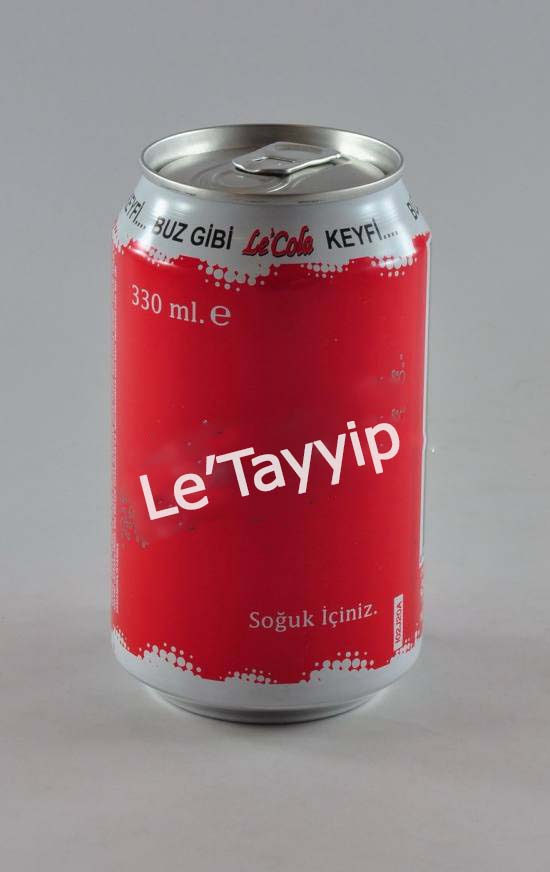 BUZ GİBİ Le'Cola KEYFİ....
330 ml. ℮
Le'Tayyip
Soğuk İçiniz.